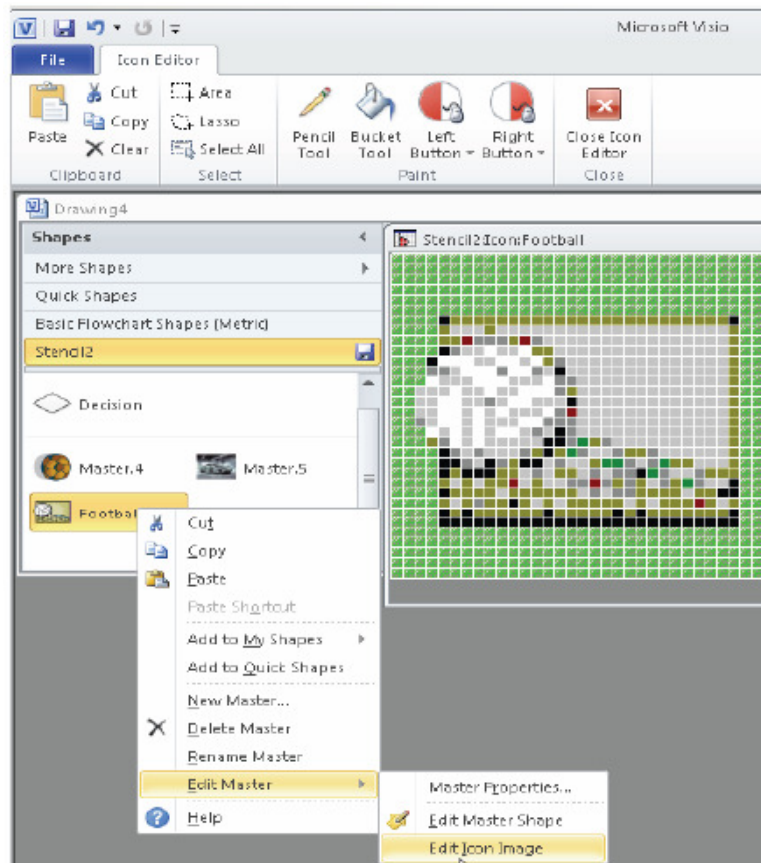 Microsoft Visio
File
Icon Editor
Paste
Cut
Copy
Clear
Clipboard
Area
Lasso
Select All
Select
Pencil
Tool
Bucket
Tool
Left
Button
Right
Button
Paint
Close Icon
Editor
Close
Drawing4
Shapes
More Shapes
Quick Shapes
Basic Flowchart Shapes (Metric)
Stencil2
Decision
Master.4
Master.5
Footbal
Stencil2:Icon:Football
Cut
Copy
Paste
Paste Shortcut
Add to My Shapes
Add to Quick Shapes
New Master...
Delete Master
Rename Master
Edit Master
Help
Master Properties...
Edit Master Shape
Edit Icon Image